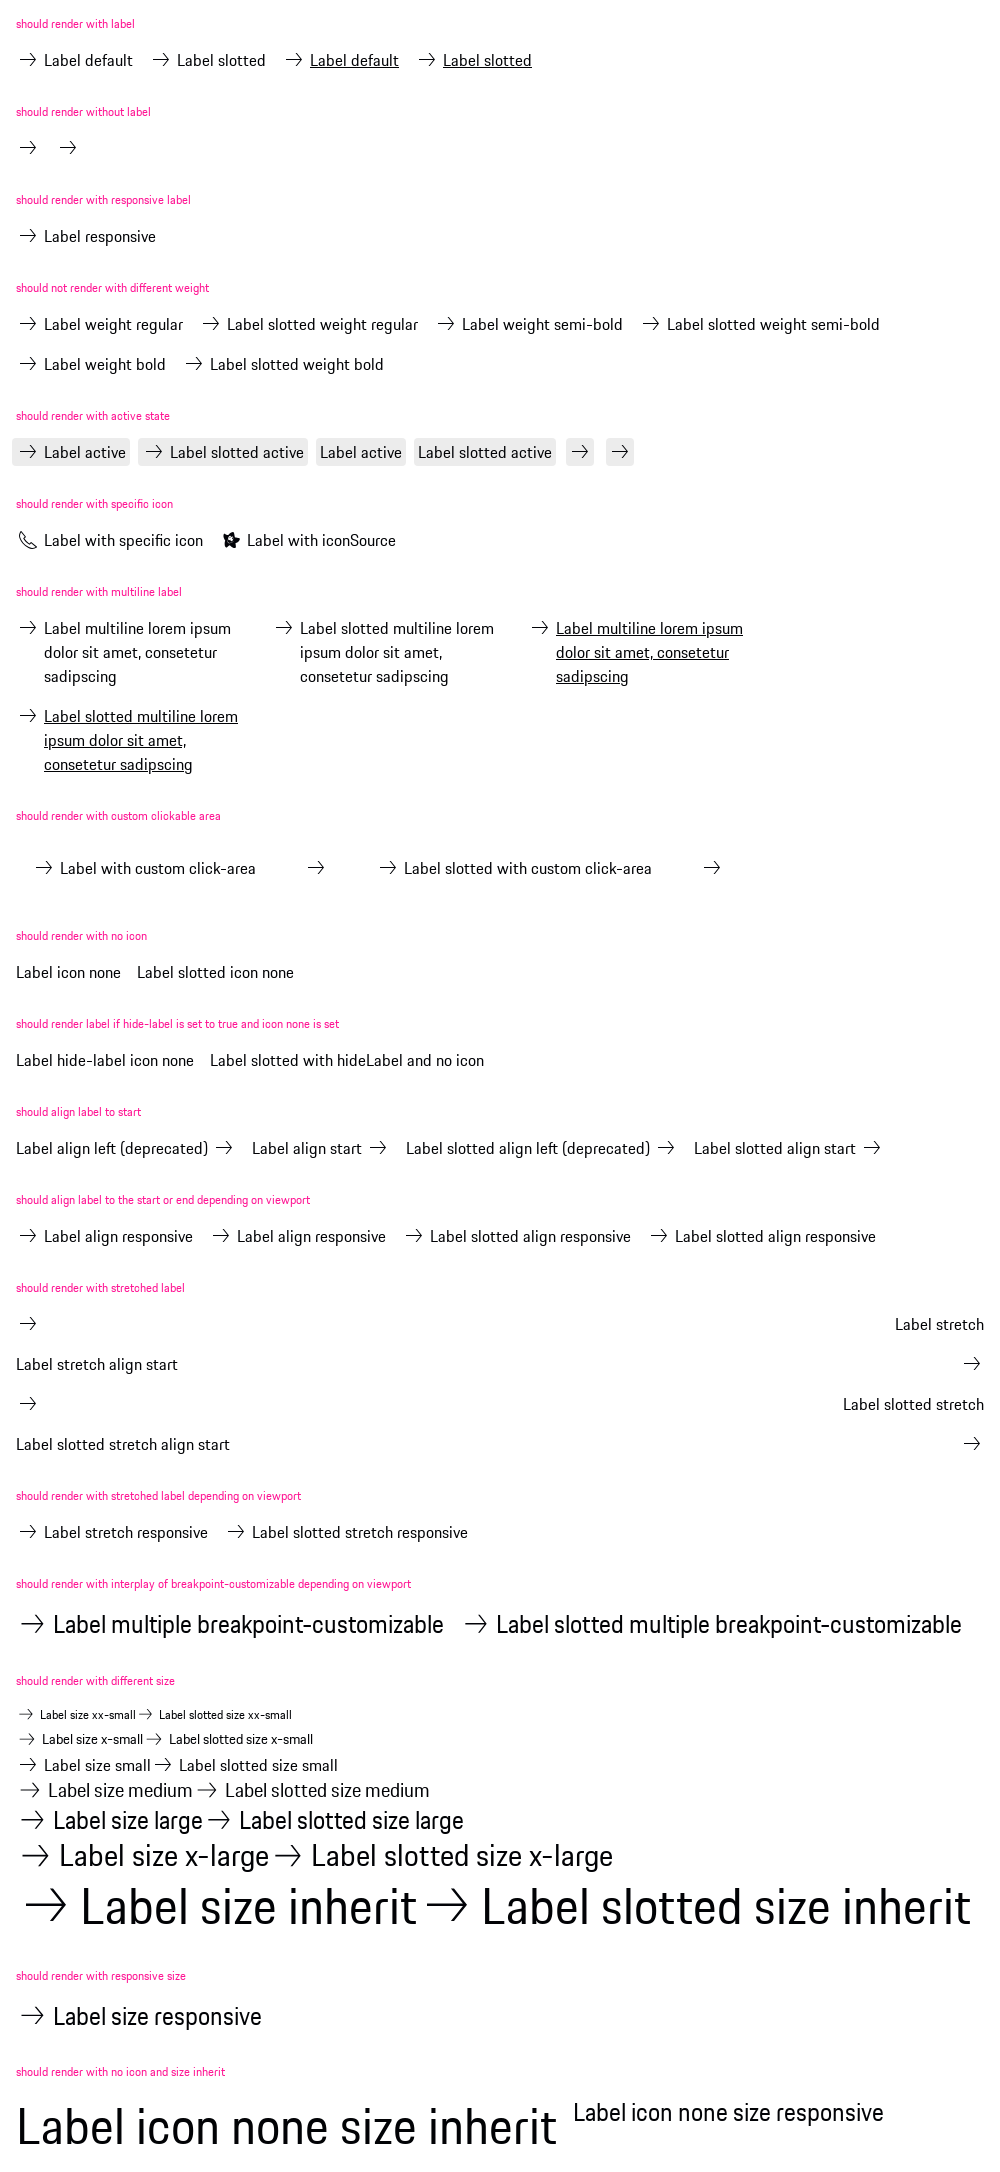 should render with label
Label default Label slotted Label default Label slotted
should render without label
should render with responsive label
Label responsive
should not render with different weight
Label weight regular Label slotted weight regular Label weight semi-bold Label slotted weight semi-bold
Label weight bold Label slotted weight bold
should render with active state
Label active Label slotted active Label active Label slotted active
should render with specific icon
Label with specific icon Label with iconSource
should render with multiline label
Label multiline lorem ipsum Label slotted multiline lorem Label multiline lorem ipsum
dolor sit amet, consetetur ipsum dolor sit amet, dolor sit amet, consetetur
sadipscing consetetur sadipscing sadipscing
Label slotted multiline lorem
ipsum dolor sit amet,
consetetur sadipscing
should render with custom clickable area
Label with custom click-area Label slotted with custom click-area
should render with no icon
Label icon none Label slotted icon none
should render label if hide-label is set to true and icon none is set
Label hide-label icon none Label slotted with hideLabel and no icon
should align label to start
Label align left (deprecated) Label align start Label slotted align left (deprecated) Label slotted align start
should align label to the start or end depending on viewport
Label align responsive Label align responsive Label slotted align responsive Label slotted align responsive
should render with stretched label
Label stretch
Label stretch align start
Label slotted stretch
Label slotted stretch align start
should render with stretched label depending on viewport
Label stretch responsive Label slotted stretch responsive
should render with interplay of breakpoint-customizable depending on viewport
Label multiple breakpoint-customizable Label slotted multiple breakpoint-customizable
should render with different size
Label size xx-small Label slotted size xx-small
Label size x-small Label slotted size x-small
Label size small Label slotted size small
Label size medium Label slotted size medium
Label size large Label slotted size large
Label size x-large Label slotted size x-large
Label size inherit Label slotted size inherit
should render with responsive size
Label size responsive
should render with no icon and size inherit
Label icon none size inherit Label icon none size responsive